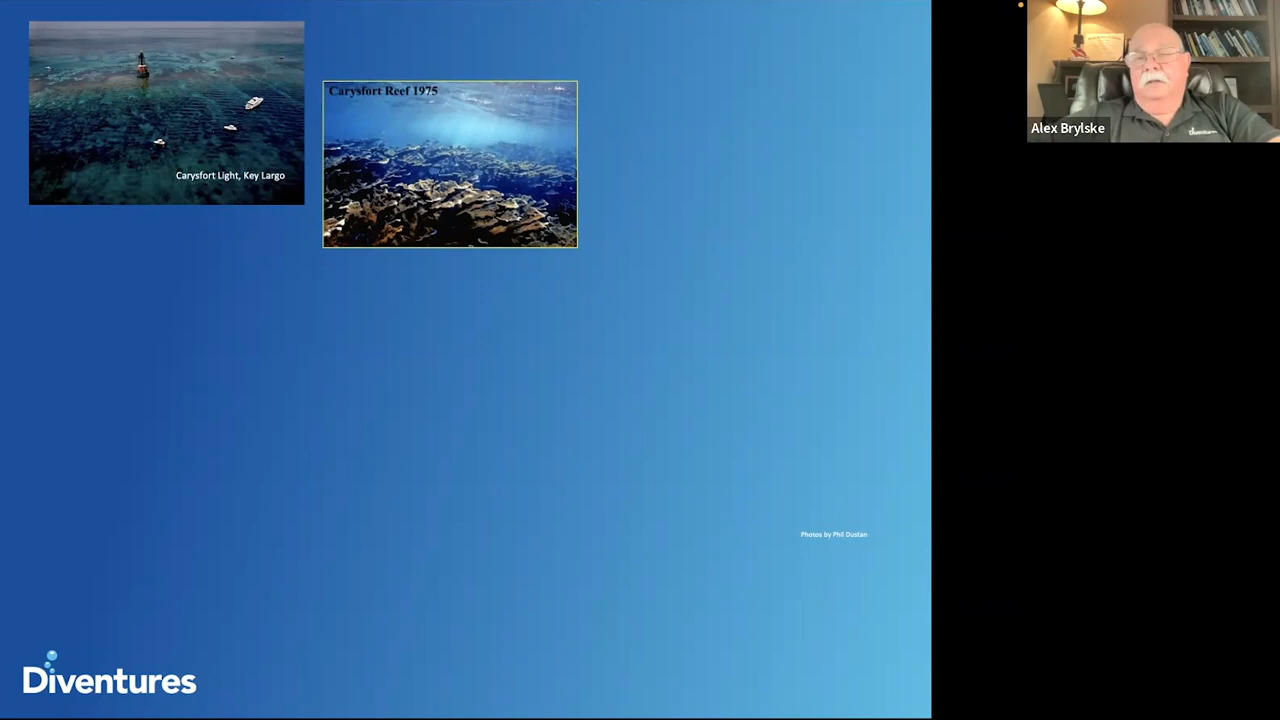 Carysfort Light, Key Largo
Carysfort Reef 1975
Alex Brylske
Photos by Phil Dustan
Diventures